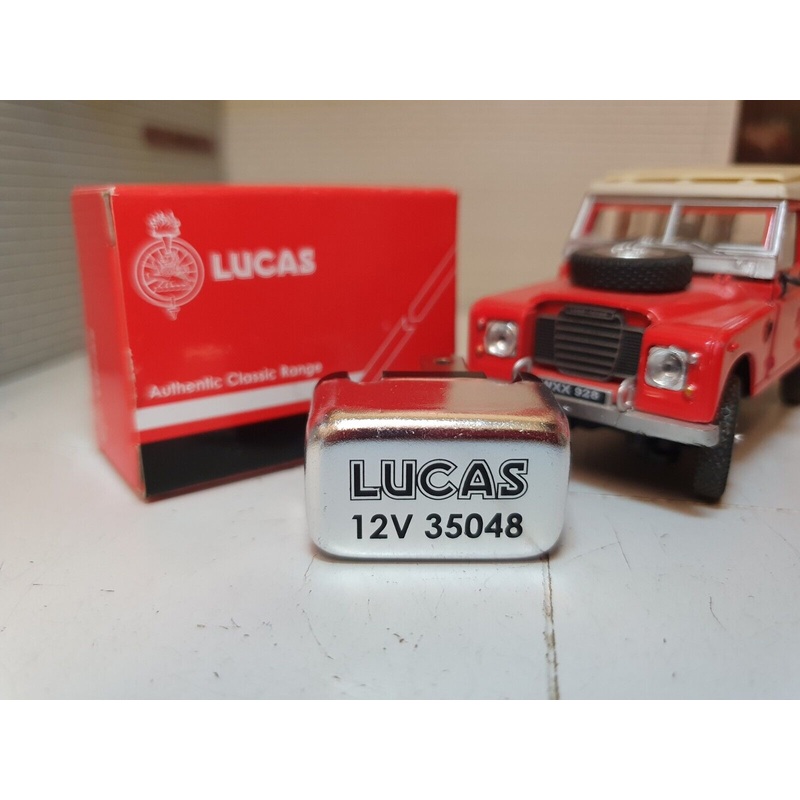 LUCAS
Authentic Classic Range
LUCAS
12V 35048